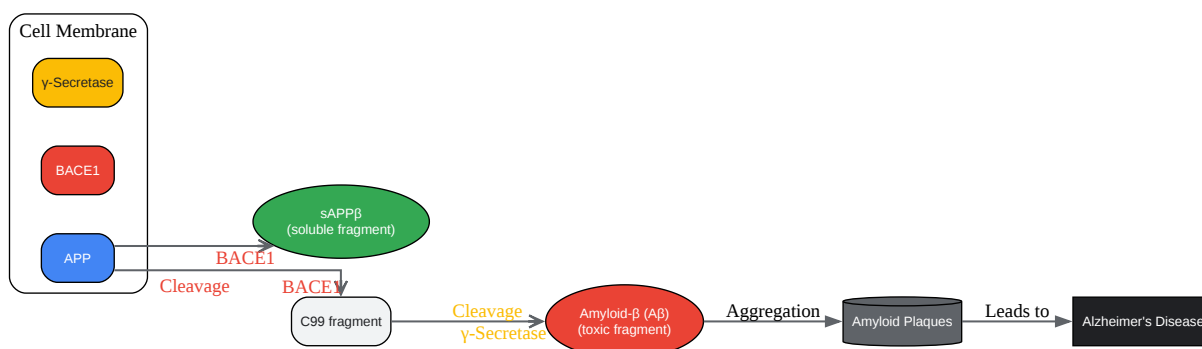 Cell Membrane
γ-Secretase
BACE1
APP
sAPPβ
(soluble fragment)
BACE1
Cleavage
BACE1
C99 fragment
Cleavage
γ-Secretase
Amyloid-β (Aβ)
(toxic fragment)
Aggregation
Amyloid Plaques
Leads to
Alzheimer's Disease